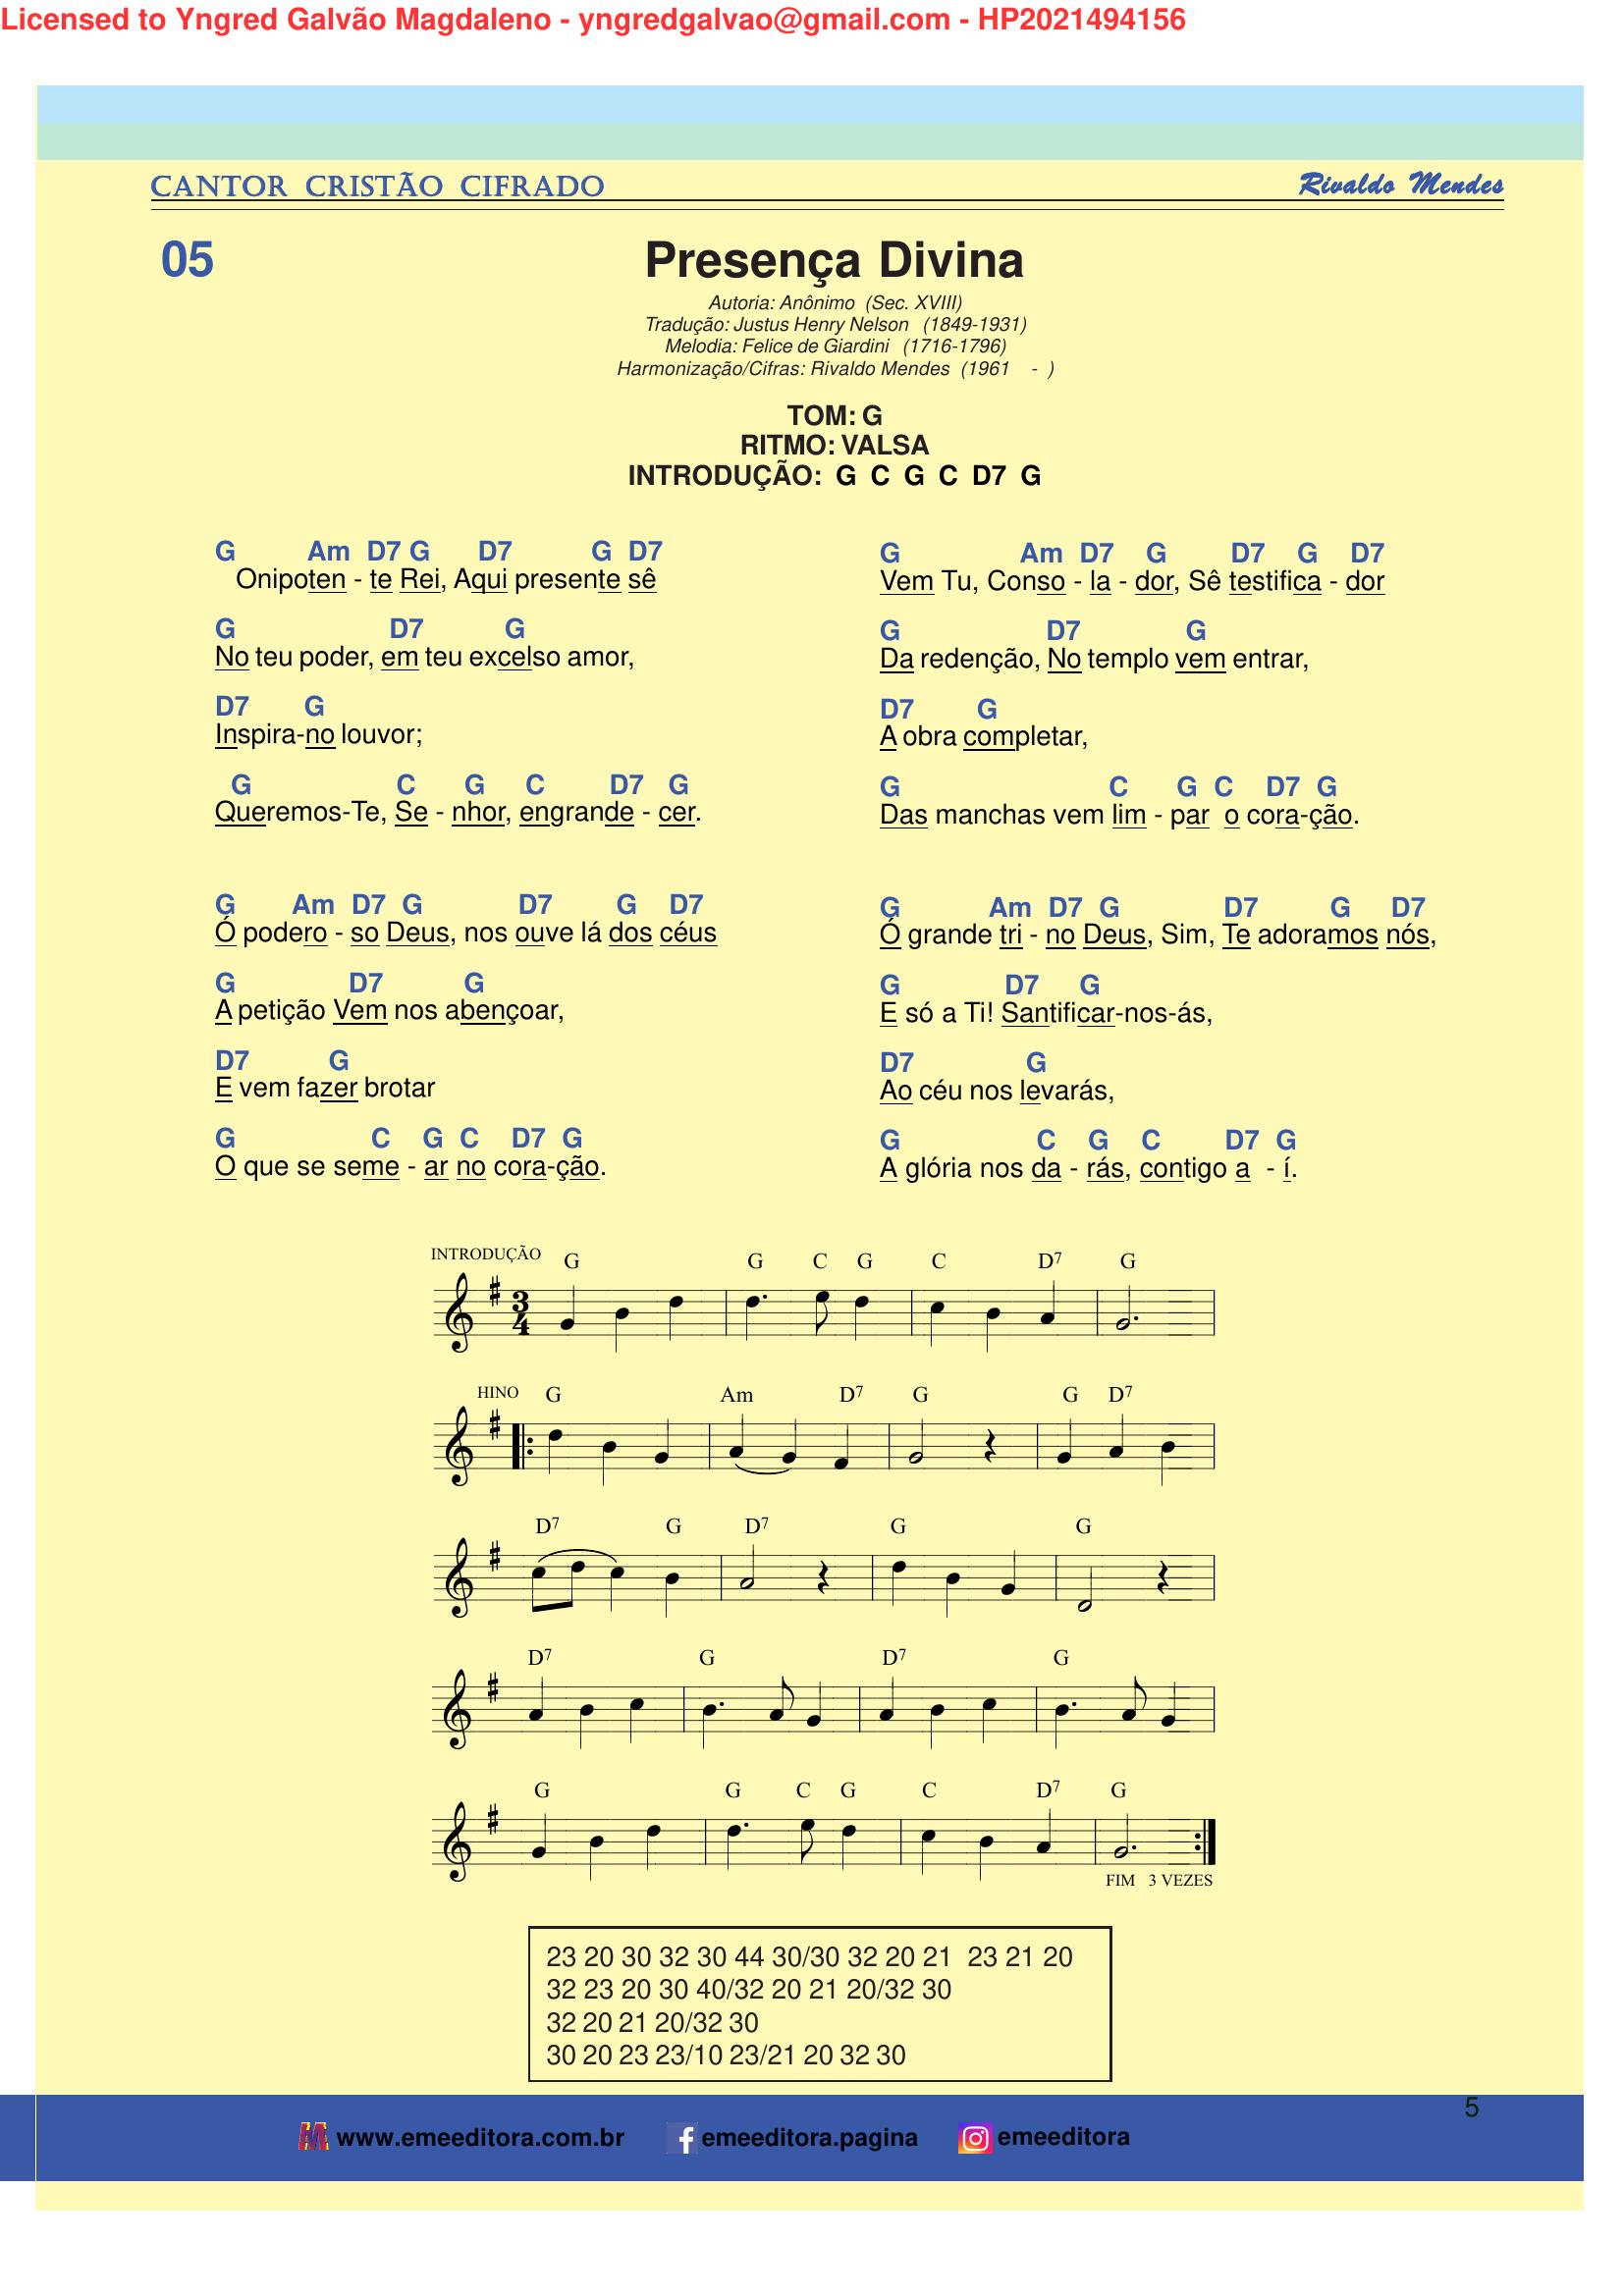 Licensed to Yngred Galvão Magdaleno - yngredgalvao@gmail.com - HP2021494156
CANTOR CRISTÃO CIFRADO
Rivaldo Mendes
05
Presença Divina
Autoria: Anônimo (Sec. XVIII)
Tradução: Justus Henry Nelson (1849-1931)
Melodia: Felice de Giardini (1716-1796)
Harmonização/Cifras: Rivaldo Mendes (1961 - )
TOM: G
RITMO: VALSA
INTRODUÇÃO: G C G C D7 G
G Am D7 G D7 G D7
Onipoten - te Rei, Aqui presente sê
G D7 G
No teu poder, em teu excelso amor,
D7 G
Inspira-no louvor;
G C G C D7 G
Queremos-Te, Se - nhor, engrande - cer.
G Am D7 G D7 G D7
Ó podero - so Deus, nos ouve lá dos céus
G D7 G
A petição Vem nos abençoar,
D7 G
E vem fazer brotar
G C G C D7 G
O que se seme - ar no cora-ção.
G Am D7 G D7 G D7
Vem Tu, Conso - la - dor, Sê testifica - dor
G D7 G
Da redenção, No templo vem entrar,
D7 G
A obra completar,
G C G C D7 G
Das manchas vem lim - par o cora-ção.
G Am D7 G D7 G D7
Ó grande tri - no Deus, Sim, Te adoramos nós,
G D7 G
E só a Ti! Santificar-nos-ás,
D7 G
Ao céu nos levarás,
G C G C D7 G
A glória nos da - rás, contigo a - í.
INTRODUÇÃO G G C G C D7 G
3
4
HINO G Am D7 G G D7
D7 G D7 G G
D7 G D7 G
G G C G C D7 G
FIM 3 VEZES
23 20 30 32 30 44 30/30 32 20 21 23 21 20
32 23 20 30 40/32 20 21 20/32 30
32 20 21 20/32 30
30 20 23 23/10 23/21 20 32 30
5
www.emeeditora.com.br emeeditora.pagina emeeditora